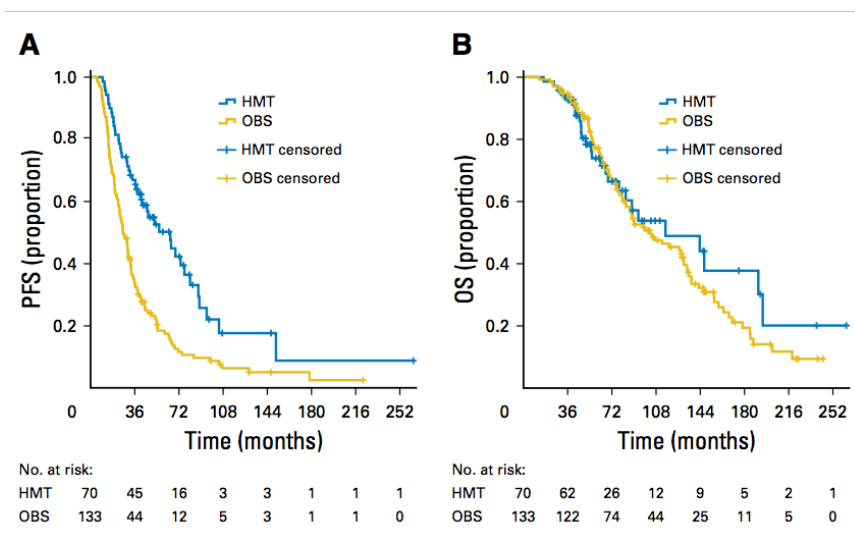 A
PFS (proportion)
1.0
0.8
0.6
0.4
0.2
HMT
OBS
HMT censored
OBS censored
0 36 72 108 144 180 216 252
Time (months)
No. at risk:
HMT 70 45 16 3 3 1 1 1
OBS 133 44 12 5 3 1 1 0
B
OS (proportion)
1.0
0.8
0.6
0.4
0.2
HMT
OBS
HMT censored
OBS censored
0 36 72 108 144 180 216 252
Time (months)
No. at risk:
HMT 70 62 26 12 9 5 2 1
OBS 133 122 74 44 25 11 5 0